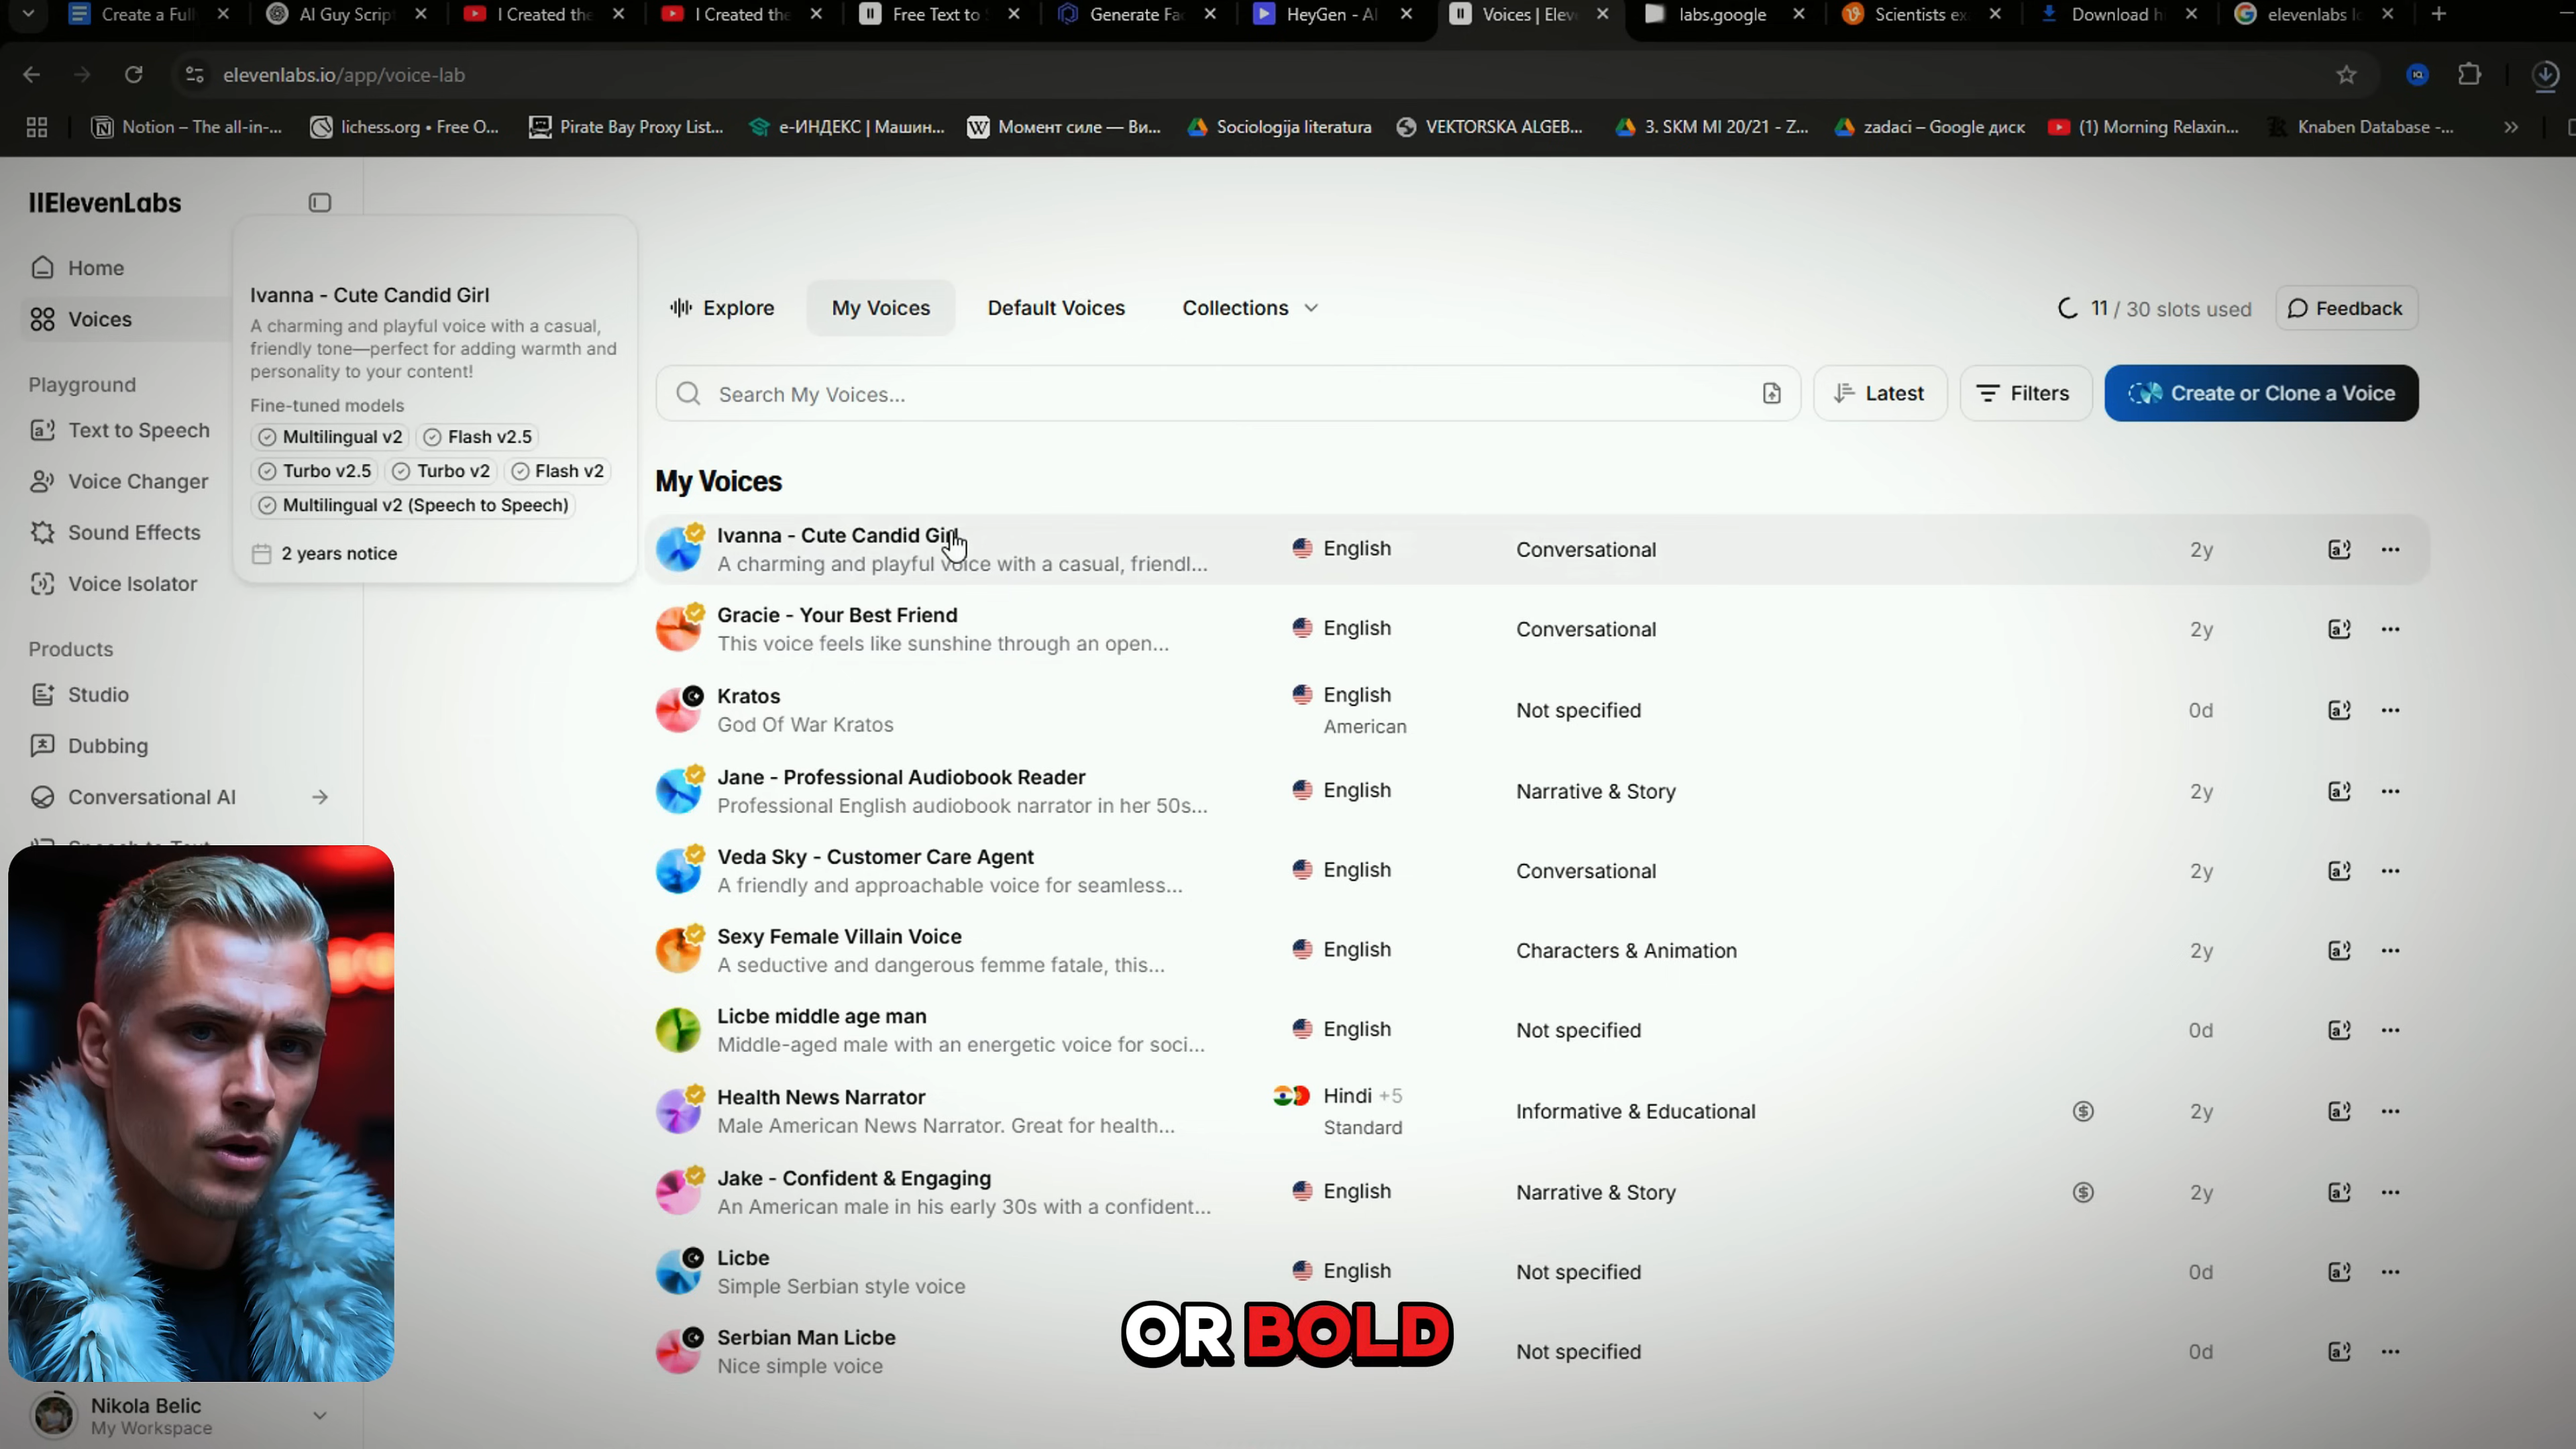 Create a Full
AI Guy Script
I Created the
I Created the
Free Text to
Generate Fac
HeyGen - AI
Voices | Elev
labs.google
Scientists ex
Download h
elevenlabs lo
elevenlabs.io/app/voice-lab
Notion – The all-in-...
lichess.org • Free O...
Pirate Bay Proxy List...
е-ИНДЕКС | Машин...
Момент силе — Ви...
Sociologija literatura
VEKTORSKA ALGEB...
3. SKM MI 20/21 - Z...
zadaci – Google диск
(1) Morning Relaxin...
Knaben Database -...
IIElevenLabs
Home
Voices
Playground
Text to Speech
Voice Changer
Sound Effects
Voice Isolator
Products
Studio
Dubbing
Conversational AI
Speech to Text
Nikola Belic
My Workspace
Ivanna - Cute Candid Girl
A charming and playful voice with a casual,
friendly tone—perfect for adding warmth and
personality to your content!
Fine-tuned models
Multilingual v2 Flash v2.5
Turbo v2.5 Turbo v2 Flash v2
Multilingual v2 (Speech to Speech)
2 years notice
Explore My Voices Default Voices Collections 11 / 30 slots used Feedback
Search My Voices... Latest Filters Create or Clone a Voice
My Voices
Ivanna - Cute Candid Girl English Conversational 2y
A charming and playful voice with a casual, friendl...
Gracie - Your Best Friend English Conversational 2y
This voice feels like sunshine through an open...
Kratos English Not specified 0d
God Of War Kratos American
Jane - Professional Audiobook Reader English Narrative & Story 2y
Professional English audiobook narrator in her 50s...
Veda Sky - Customer Care Agent English Conversational 2y
A friendly and approachable voice for seamless...
Sexy Female Villain Voice English Characters & Animation 2y
A seductive and dangerous femme fatale, this...
Licbe middle age man English Not specified 0d
Middle-aged male with an energetic voice for soci...
Health News Narrator Hindi +5 Informative & Educational 2y
Male American News Narrator. Great for health... Standard
Jake - Confident & Engaging English Narrative & Story 2y
An American male in his early 30s with a confident...
Licbe English Not specified 0d
Simple Serbian style voice
Serbian Man Licbe Not specified 0d
Nice simple voice
OR BOLD